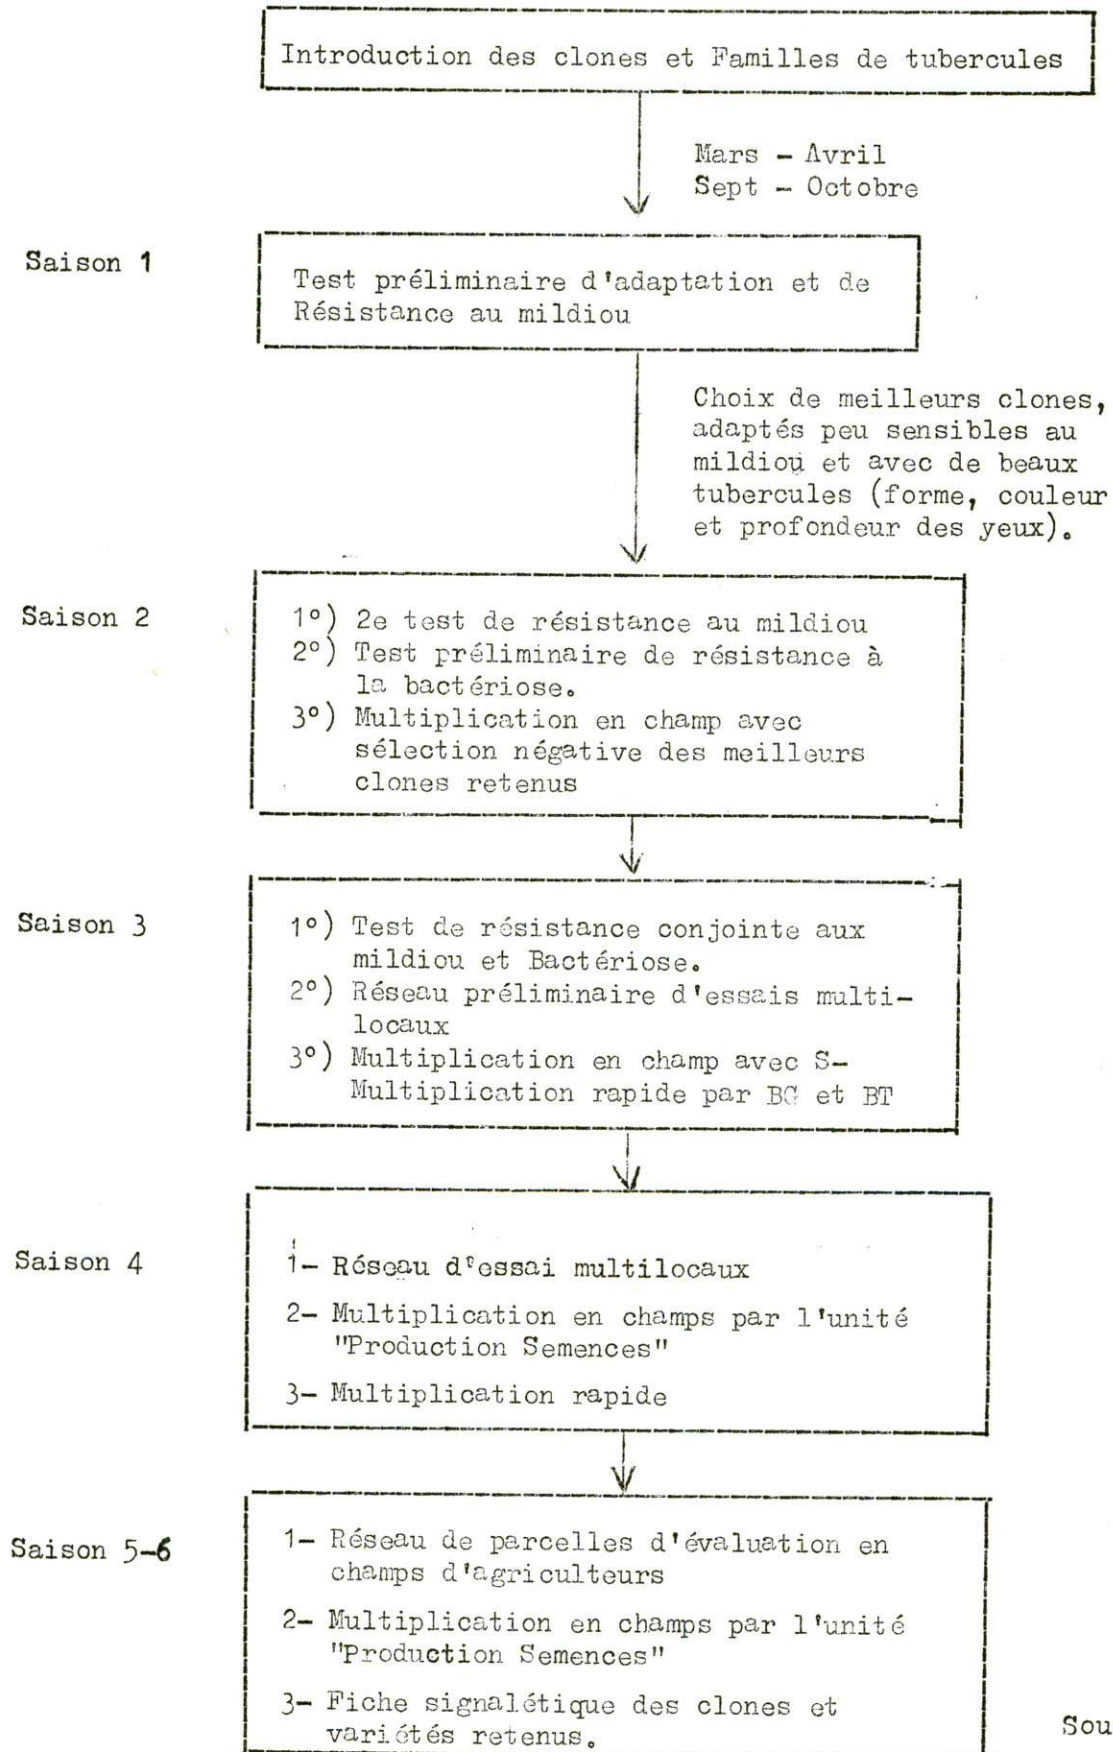 Introduction des clones et Familles de tubercules
Mars - Avril
Sept - Octobre
Saison 1
Test préliminaire d'adaptation et de
Résistance au mildiou
Choix de meilleurs clones,
adaptés peu sensibles au
mildiou et avec de beaux
tubercules (forme, couleur
et profondeur des yeux).
Saison 2
1°) 2e test de résistance au mildiou
2°) Test préliminaire de résistance à
la bactériose.
3°) Multiplication en champ avec
sélection négative des meilleurs
clones retenus
Saison 3
1°) Test de résistance conjointe aux
mildiou et Bactériose.
2°) Réseau préliminaire d'essais multi-
locaux
3°) Multiplication en champ avec S-
Multiplication rapide par BG et BT
Saison 4
1- Réseau d'essai multilocaux
2- Multiplication en champs par l'unité
"Production Semences"
3- Multiplication rapide
Saison 5-6
1- Réseau de parcelles d'évaluation en
champs d'agriculteurs
2- Multiplication en champs par l'unité
"Production Semences"
3- Fiche signalétique des clones et
variétés retenus.
Sou